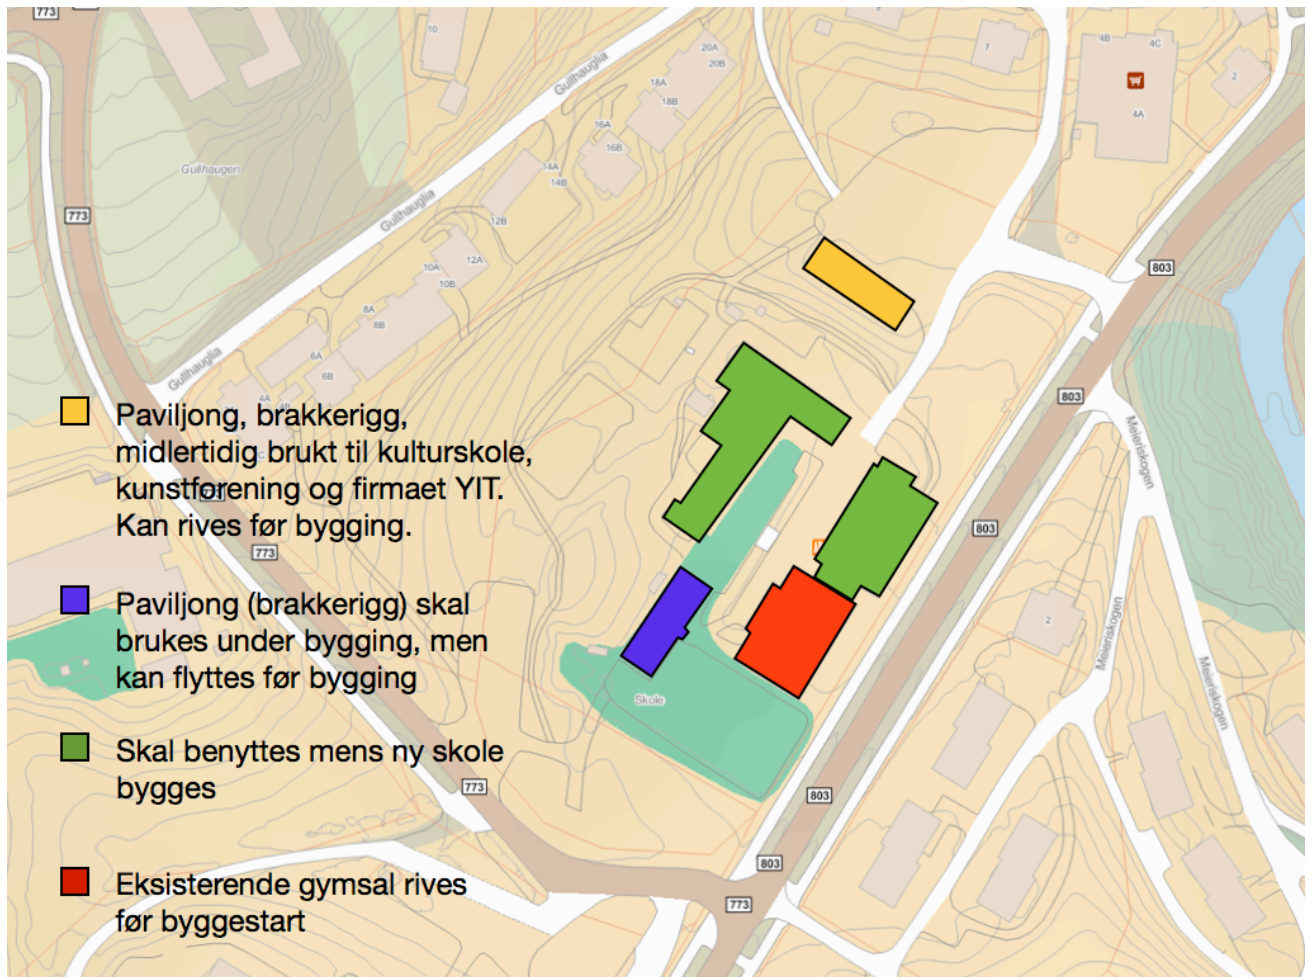 773
10
20A
20B
7
4B
4C
2
4A
Gullhauglia
18A
18B
16A
16B
Gullhaugen
14A
14B
Gullhauglia
773
12B
12A
10A
10B
803
8A
8B
6A
6B
Gullhauglia
4A
4B
803
Meieriskogen
Paviljong, brakkerigg,
midlertidig brukt til kulturskole,
kunstførening og firmaet YIT.
Kan rives før bygging.
773
773
803
Paviljong (brakkerigg) skal
brukes under bygging, men
kan flyttes før bygging
2
Meieriskogen
Meieriskogen
Skole
Skal benyttes mens ny skole
bygges
773
803
Eksisterende gymsal rives
før byggestart
803
773